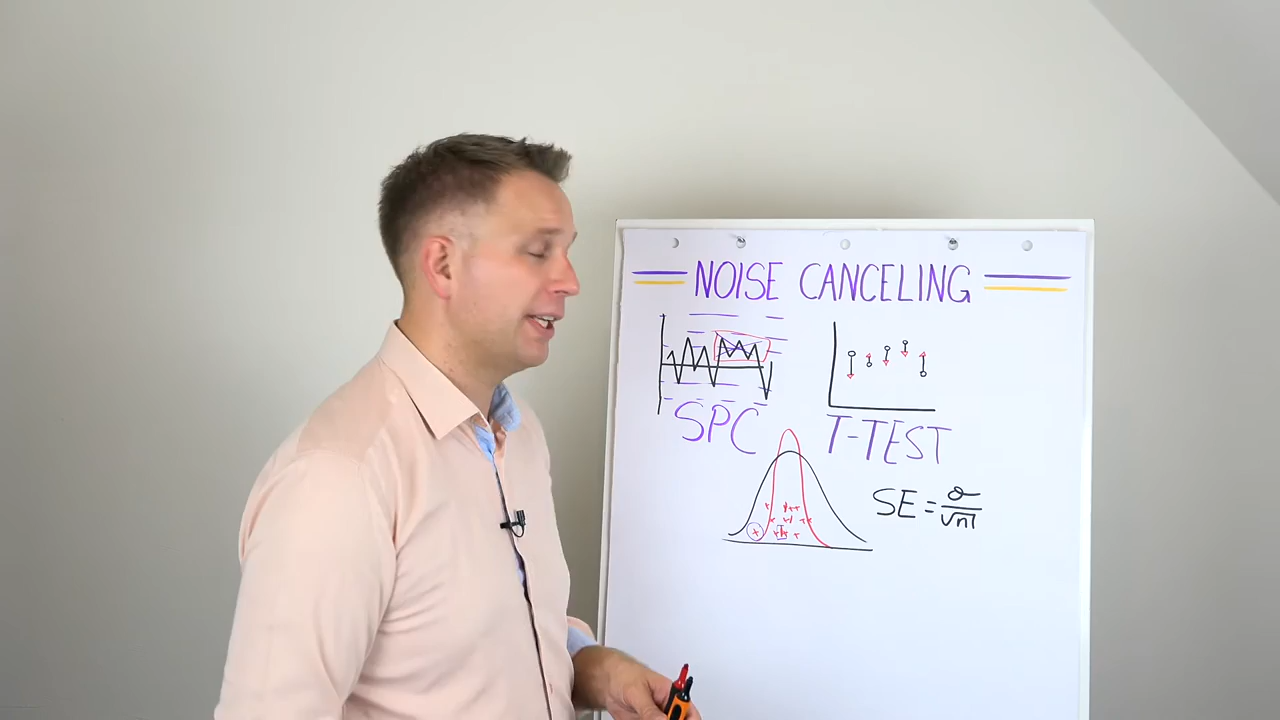 NOISE CANCELING
SPC
T-TEST
SE = σ/√n